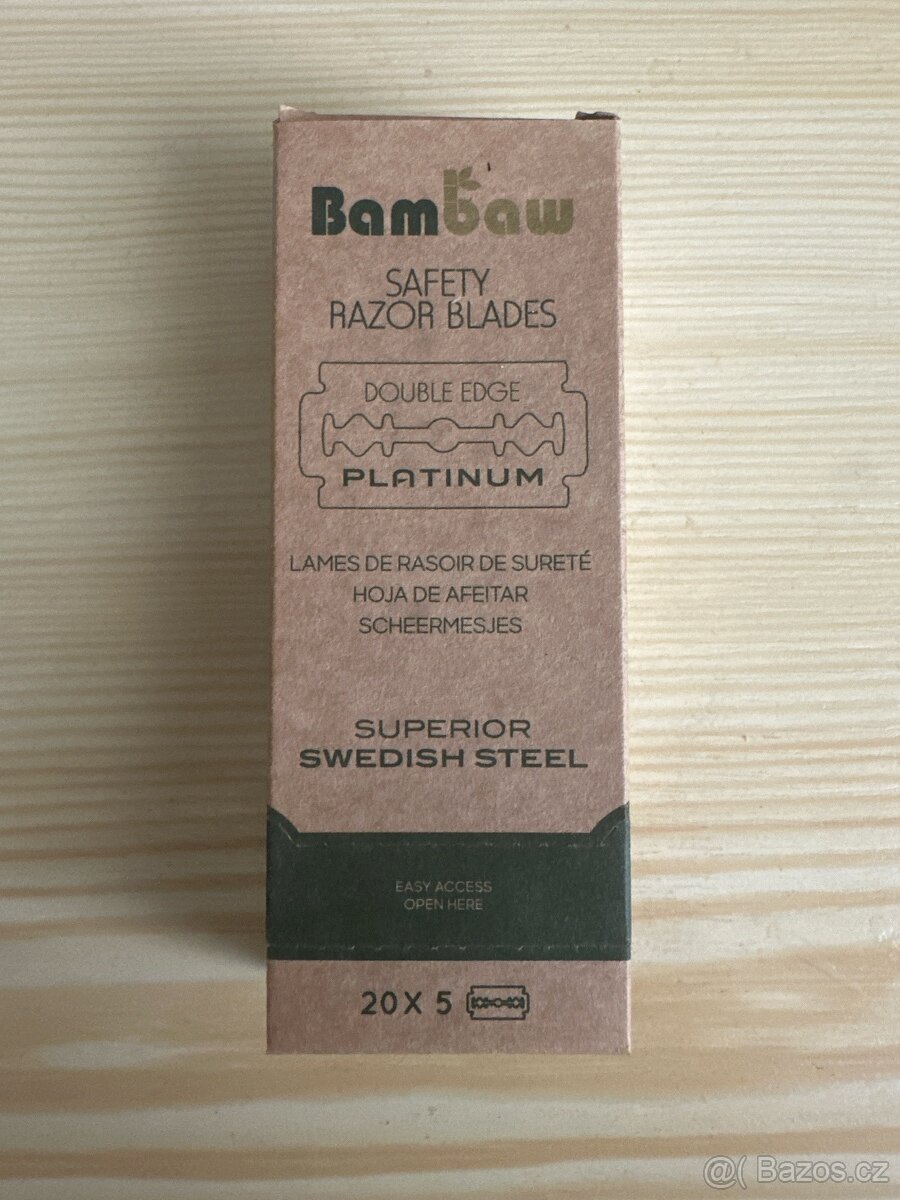 Bambaw
SAFETY
RAZOR BLADES
DOUBLE EDGE
PLATINUM
LAMES DE RASOIR DE SURETÉ
HOJA DE AFEITAR
SCHEERMESJES
SUPERIOR
SWEDISH STEEL
EASY ACCESS
OPEN HERE
20 X 5
@( Bazos.cz